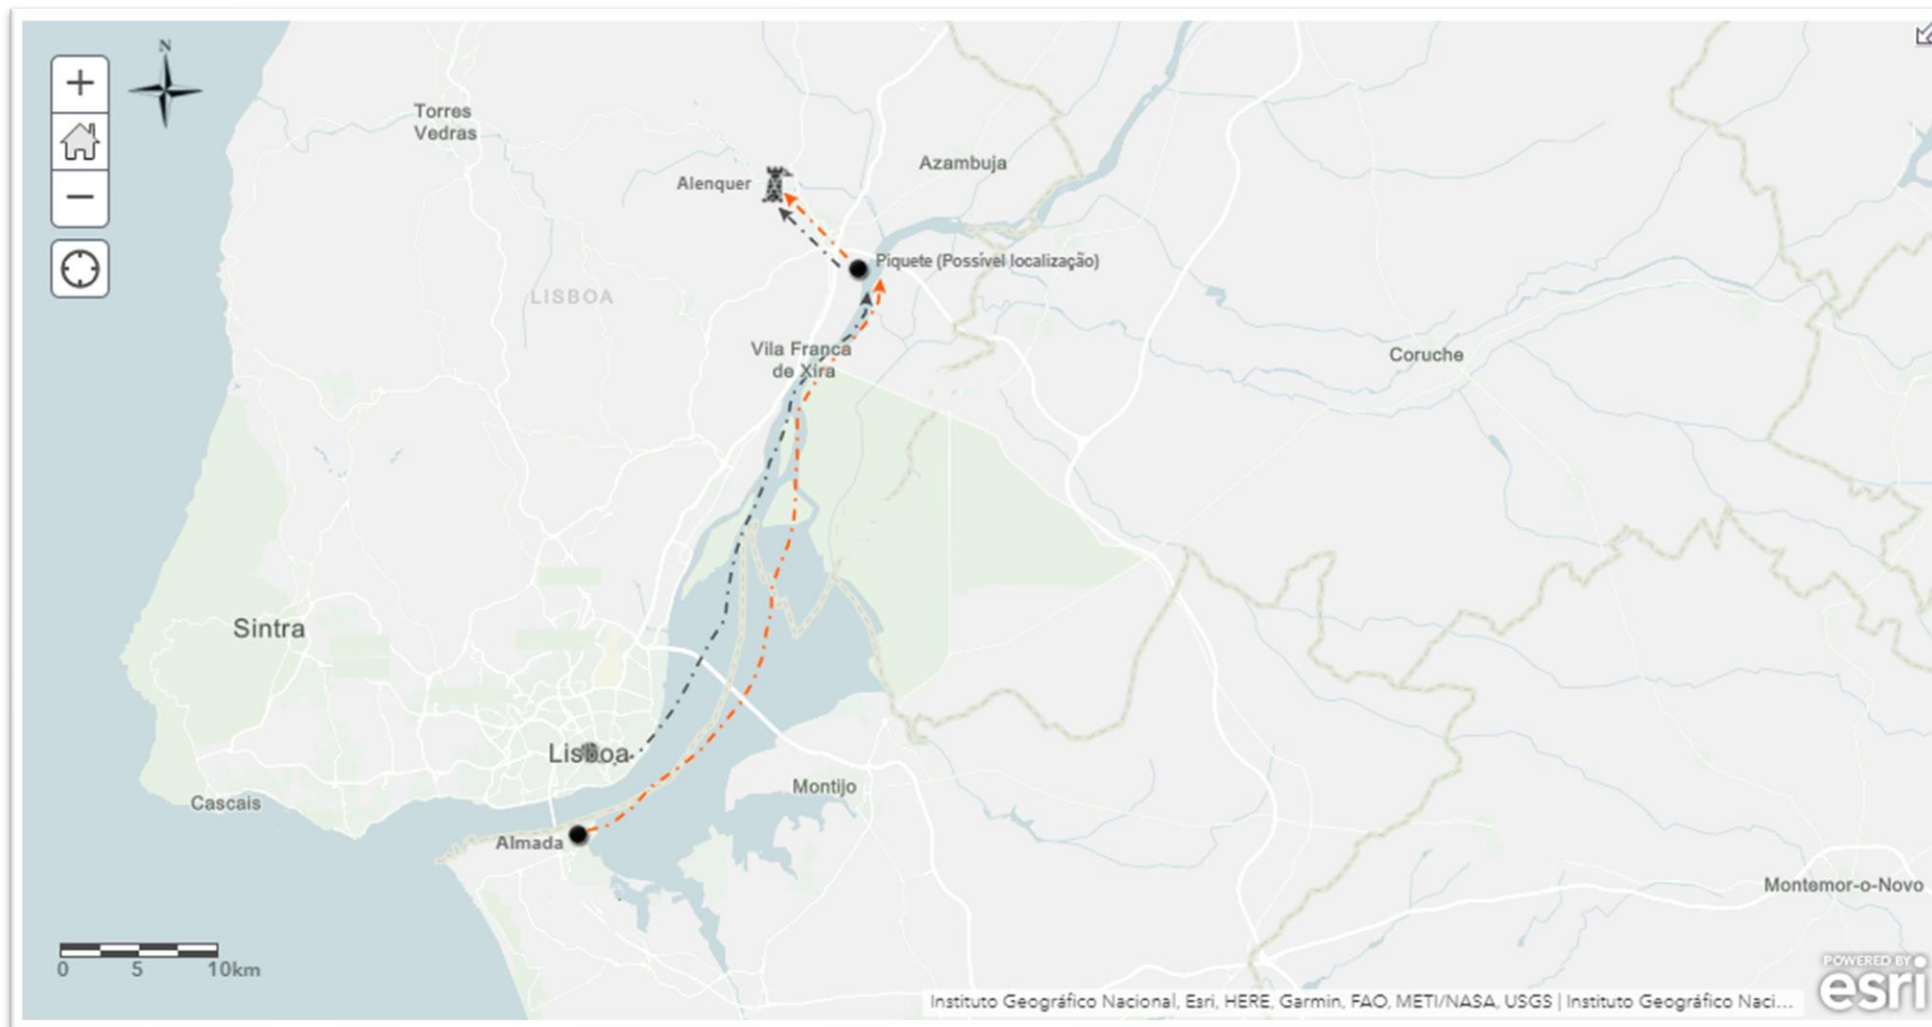 N
Torres
Vedras
Azambuja
Alenquer
Piquete (Possível localização)
LISBOA
Vila Franca
de Xira
Coruche
Sintra
Lisboa
Cascais
Montijo
Almada
Montemor-o-Novo
0 5 10km
POWERED BY
esri
Instituto Geográfico Nacional, Esri, HERE, Garmin, FAO, METI/NASA, USGS | Instituto Geográfico Naci...